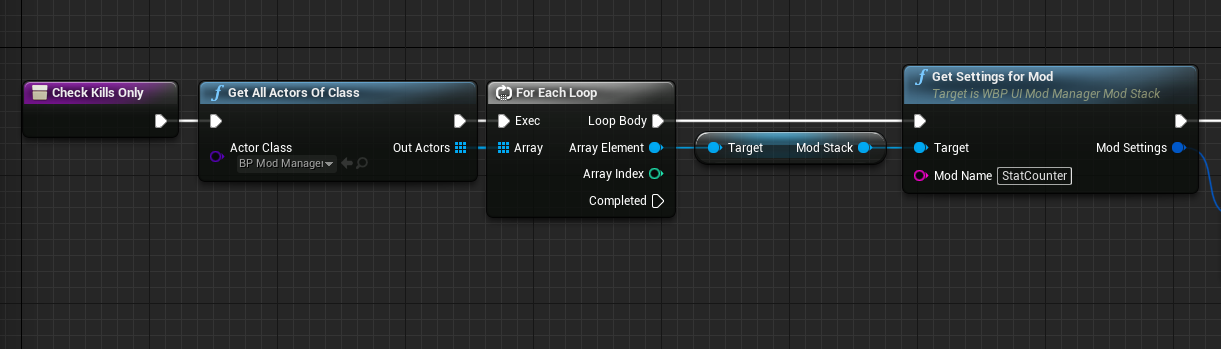 Check Kills Only
Get All Actors Of Class
Actor Class
BP Mod Manager
Out Actors
For Each Loop
Exec
Loop Body
Array
Array Element
Array Index
Completed
Target
Mod Stack
Get Settings for Mod
Target is WBP UI Mod Manager Mod Stack
Target
Mod Settings
Mod Name
StatCounter